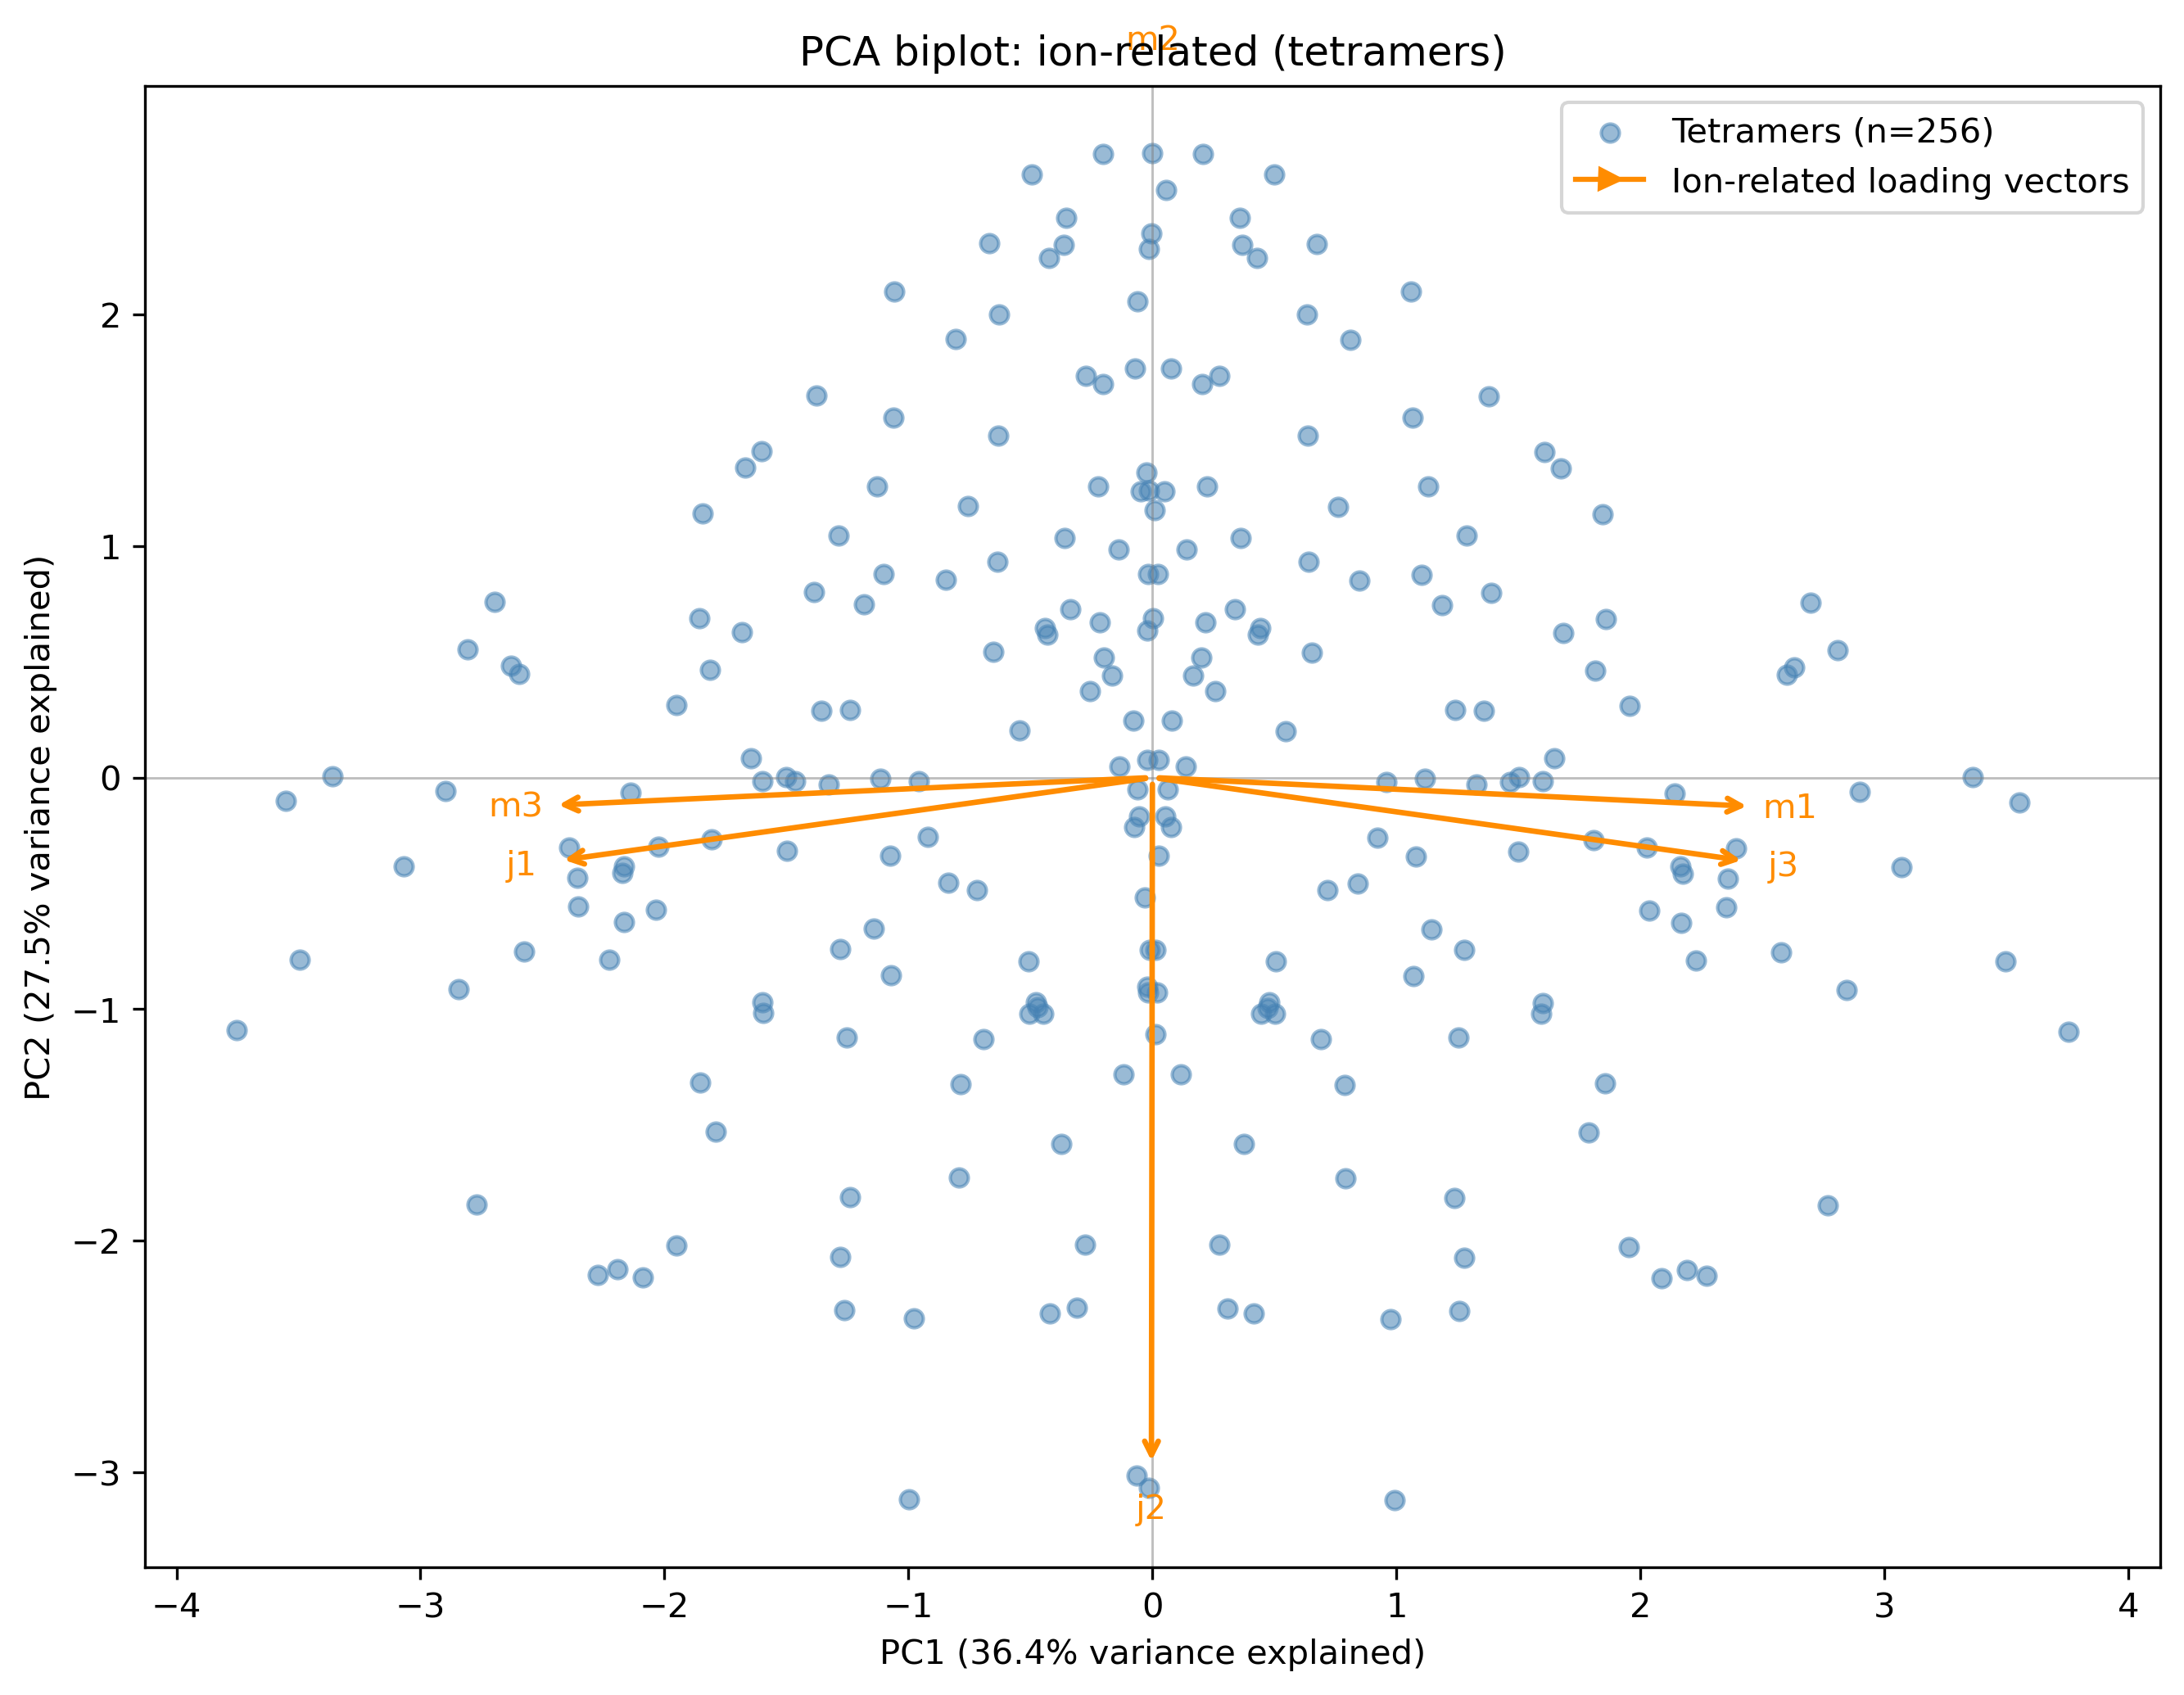 m2
PCA biplot: ion-related (tetramers)
Tetramers (n=256)
Ion-related loading vectors
PC2 (27.5% variance explained)
2
1
0
−1
−2
−3
m3
j1
m1
j3
j2
−4
−3
−2
−1
0
1
2
3
4
PC1 (36.4% variance explained)